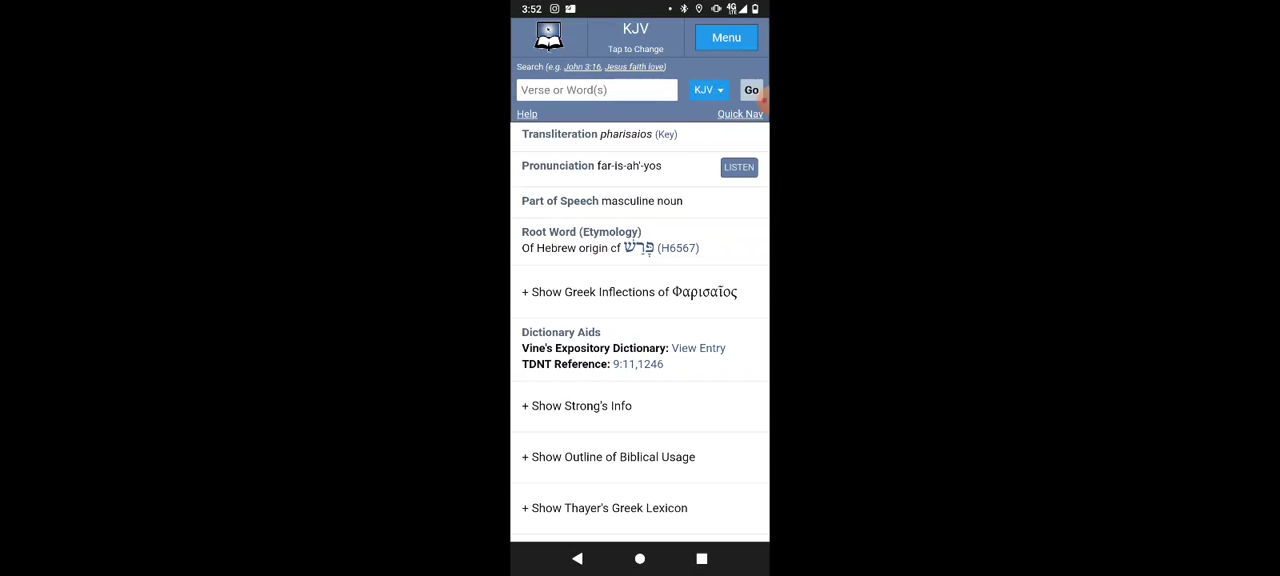 3:52
4G
KJV
Menu
Tap to Change
Search (e.g. John 3:16, Jesus faith love)
Verse or Word(s) KJV Go
Help Quick Nav
Transliteration pharisaios (Key)
Pronunciation far-is-ah'-yos LISTEN
Part of Speech masculine noun
Root Word (Etymology)
Of Hebrew origin cf פָּרַשׁ (H6567)
+ Show Greek Inflections of Φαρισαῖος
Dictionary Aids
Vine's Expository Dictionary: View Entry
TDNT Reference: 9:11,1246
+ Show Strong's Info
+ Show Outline of Biblical Usage
+ Show Thayer's Greek Lexicon